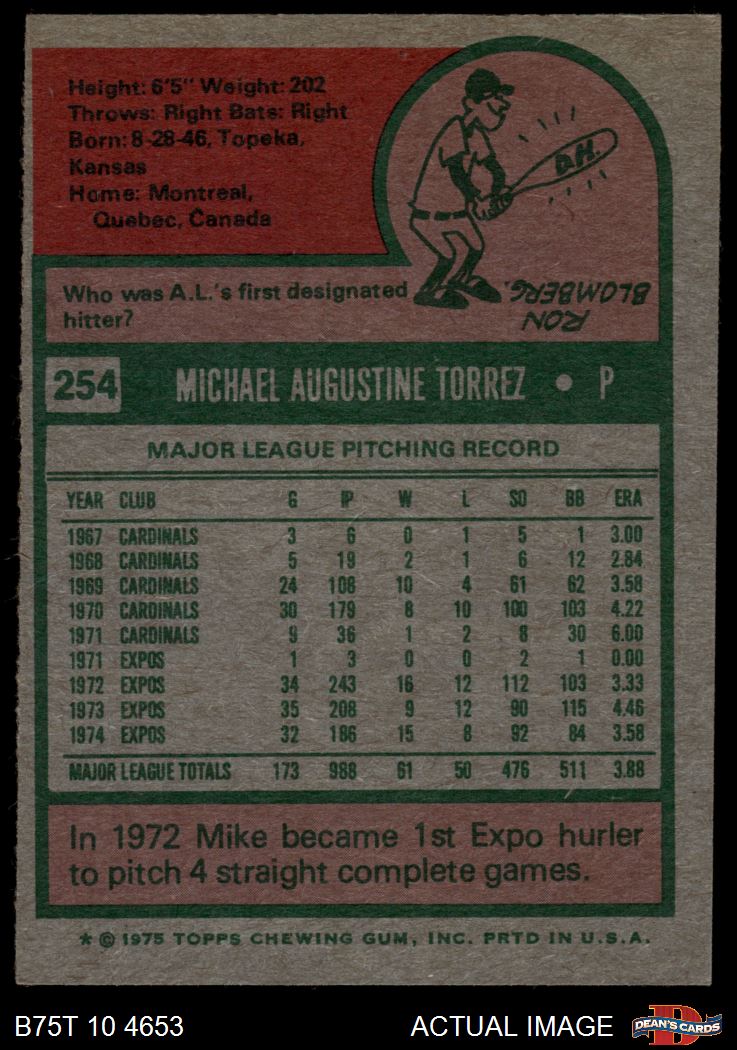 Height: 6'5" Weight: 202
Throws: Right Bats: Right
Born: 8-28-46, Topeka,
Kansas
Home: Montreal,
Quebec, Canada
D.H.
Who was A.L.'s first designated
hitter?
RON
BLOMBERG.
254 MICHAEL AUGUSTINE TORREZ • P
MAJOR LEAGUE PITCHING RECORD
YEAR CLUB G IP W L SO BB ERA
1967 CARDINALS 3 6 0 1 5 1 3.00
1968 CARDINALS 5 19 2 1 6 12 2.84
1969 CARDINALS 24 108 10 4 61 62 3.58
1970 CARDINALS 30 179 8 10 100 103 4.22
1971 CARDINALS 9 36 1 2 8 30 6.00
1971 EXPOS 1 3 0 0 2 1 0.00
1972 EXPOS 34 243 16 12 112 103 3.33
1973 EXPOS 35 208 9 12 90 115 4.46
1974 EXPOS 32 186 15 8 92 84 3.58
MAJOR LEAGUE TOTALS 173 988 61 50 476 511 3.88
In 1972 Mike became 1st Expo hurler
to pitch 4 straight complete games.
* © 1975 TOPPS CHEWING GUM, INC. PRTD IN U.S.A.
B75T 10 4653 ACTUAL IMAGE
DEAN'S CARDS